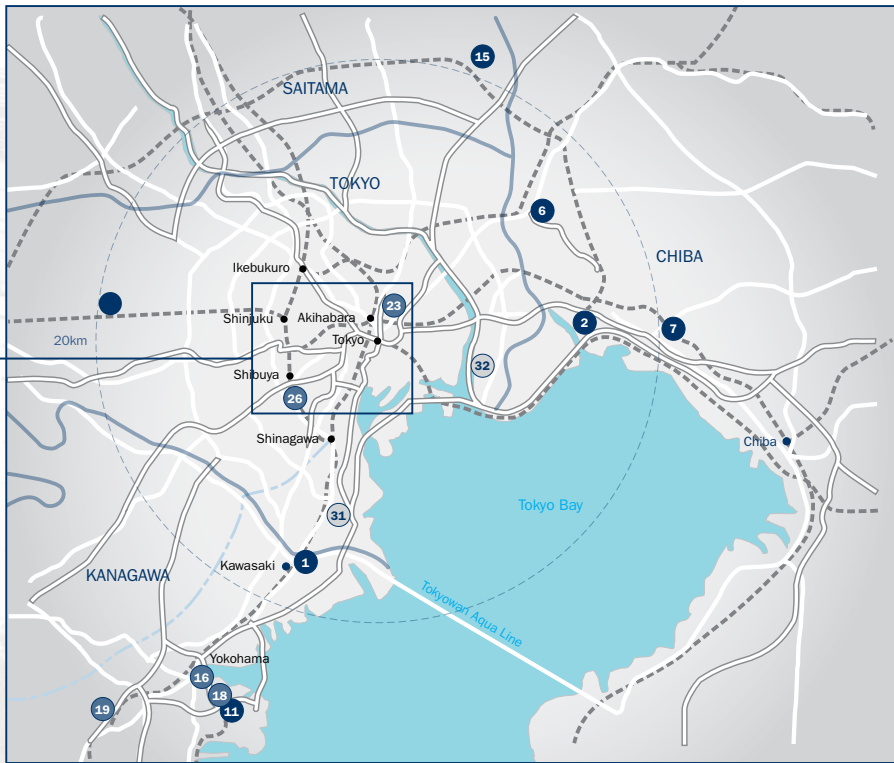 15
SAITAMA
TOKYO
6
CHIBA
Ikebukuro
23
Shinjuku
Akihabara
2
7
20km
Tokyo
32
Shibuya
26
Shinagawa
Chiba
Tokyo Bay
31
Kawasaki
1
KANAGAWA
Tokyowan Aqua Line
Yokohama
16
18
19
11